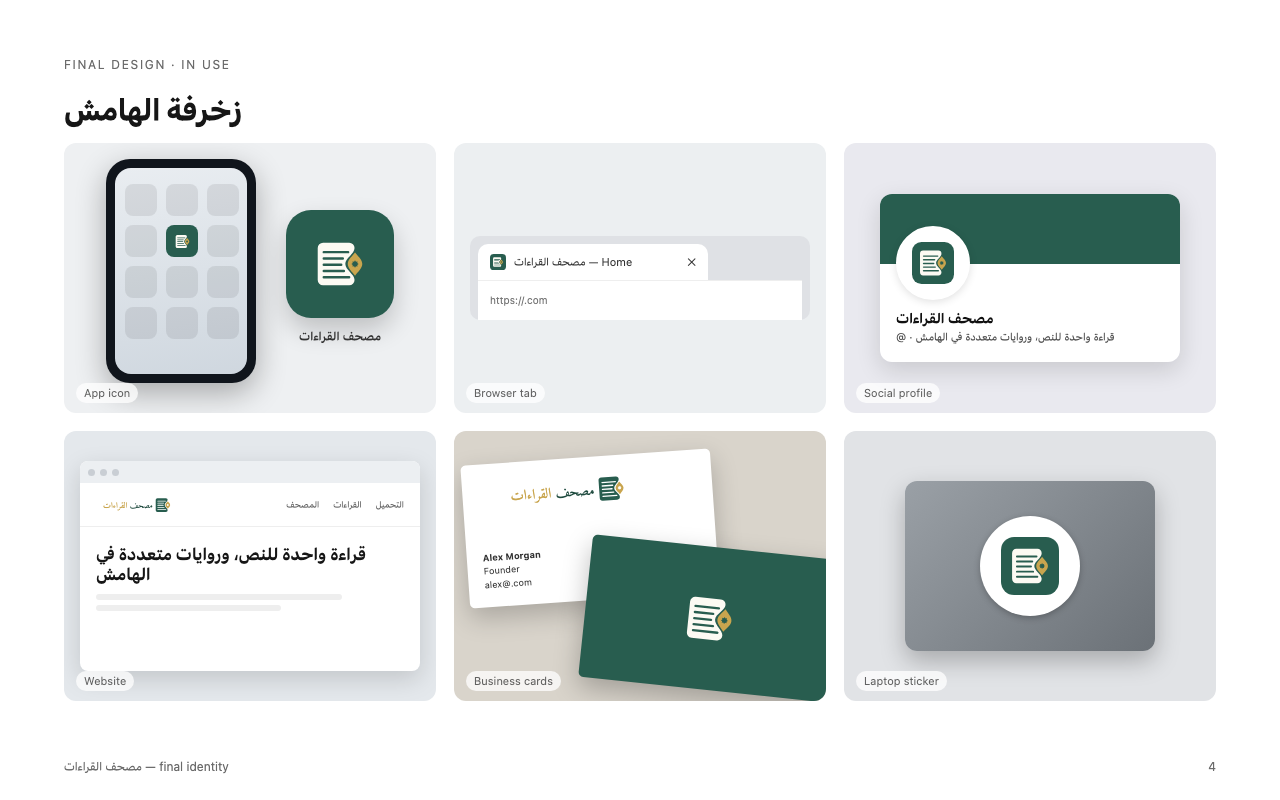 FINAL DESIGN · IN USE
زخرفة الهامش
مصحف القراءات
App icon
مصحف القراءات — Home
https://.com
Browser tab
مصحف القراءات
قراءة واحدة للنص، وروايات متعددة في الهامش · @
Social profile
مصحف القراءات
المصحف القراءات التحميل
قراءة واحدة للنص، وروايات متعددة في
الهامش
Website
مصحف القراءات
Alex Morgan
Founder
alex@.com
Business cards
Laptop sticker
مصحف القراءات — final identity
4